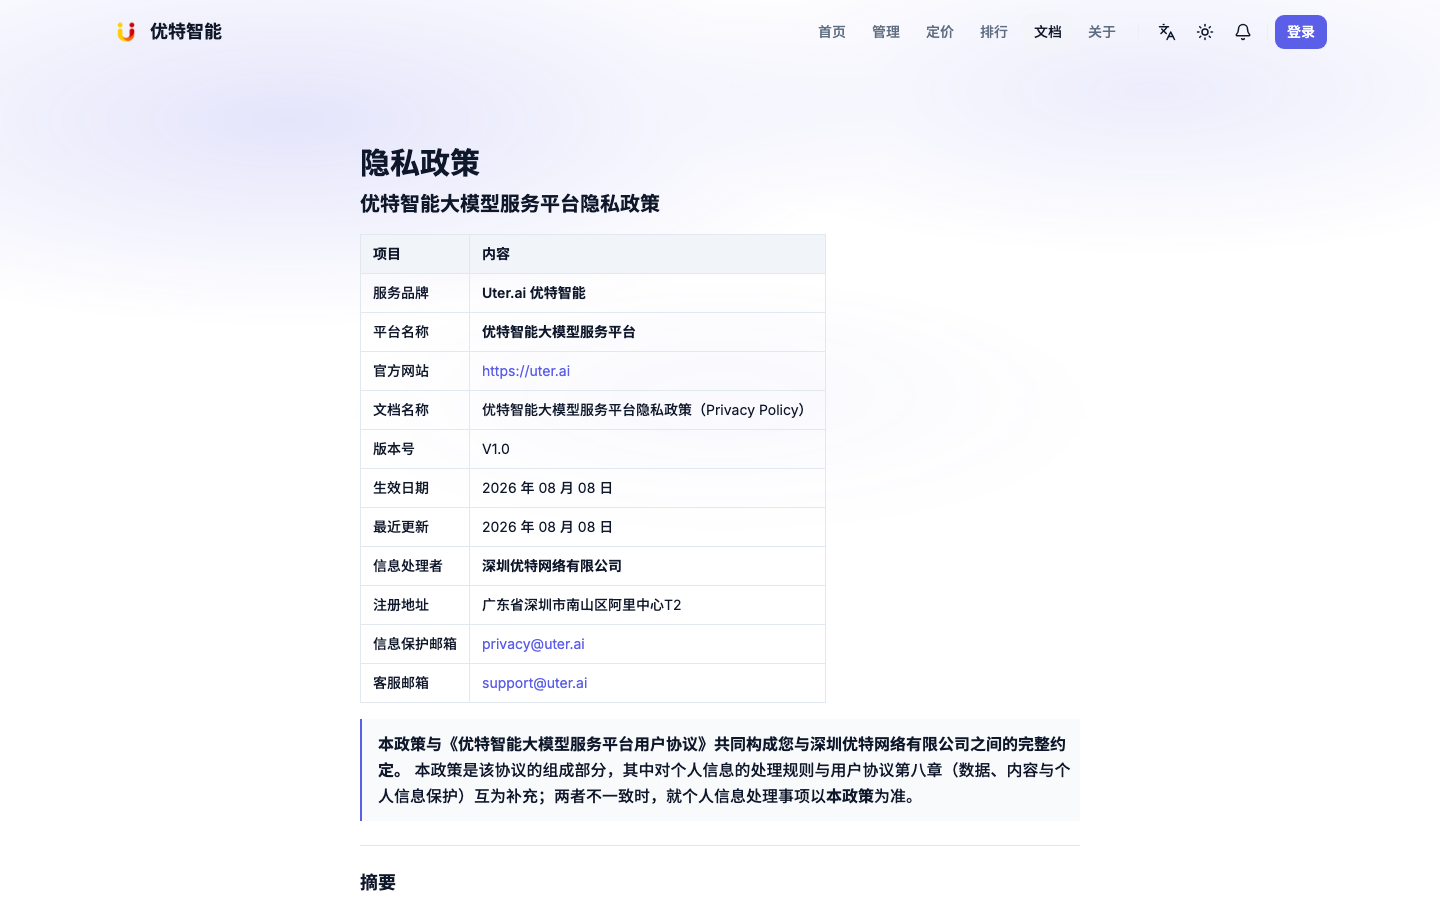 优特智能
首页 管理 定价 排行 文档 关于 登录
隐私政策
优特智能大模型服务平台隐私政策
项目 内容
服务品牌 Uter.ai 优特智能
平台名称 优特智能大模型服务平台
官方网站 https://uter.ai
文档名称 优特智能大模型服务平台隐私政策（Privacy Policy）
版本号 V1.0
生效日期 2026 年 08 月 08 日
最近更新 2026 年 08 月 08 日
信息处理者 深圳优特网络有限公司
注册地址 广东省深圳市南山区阿里中心T2
信息保护邮箱 privacy@uter.ai
客服邮箱 support@uter.ai
本政策与《优特智能大模型服务平台用户协议》共同构成您与深圳优特网络有限公司之间的完整约
定。 本政策是该协议的组成部分，其中对个人信息的处理规则与用户协议第八章（数据、内容与个
人信息保护）互为补充；两者不一致时，就个人信息处理事项以本政策为准。
摘要